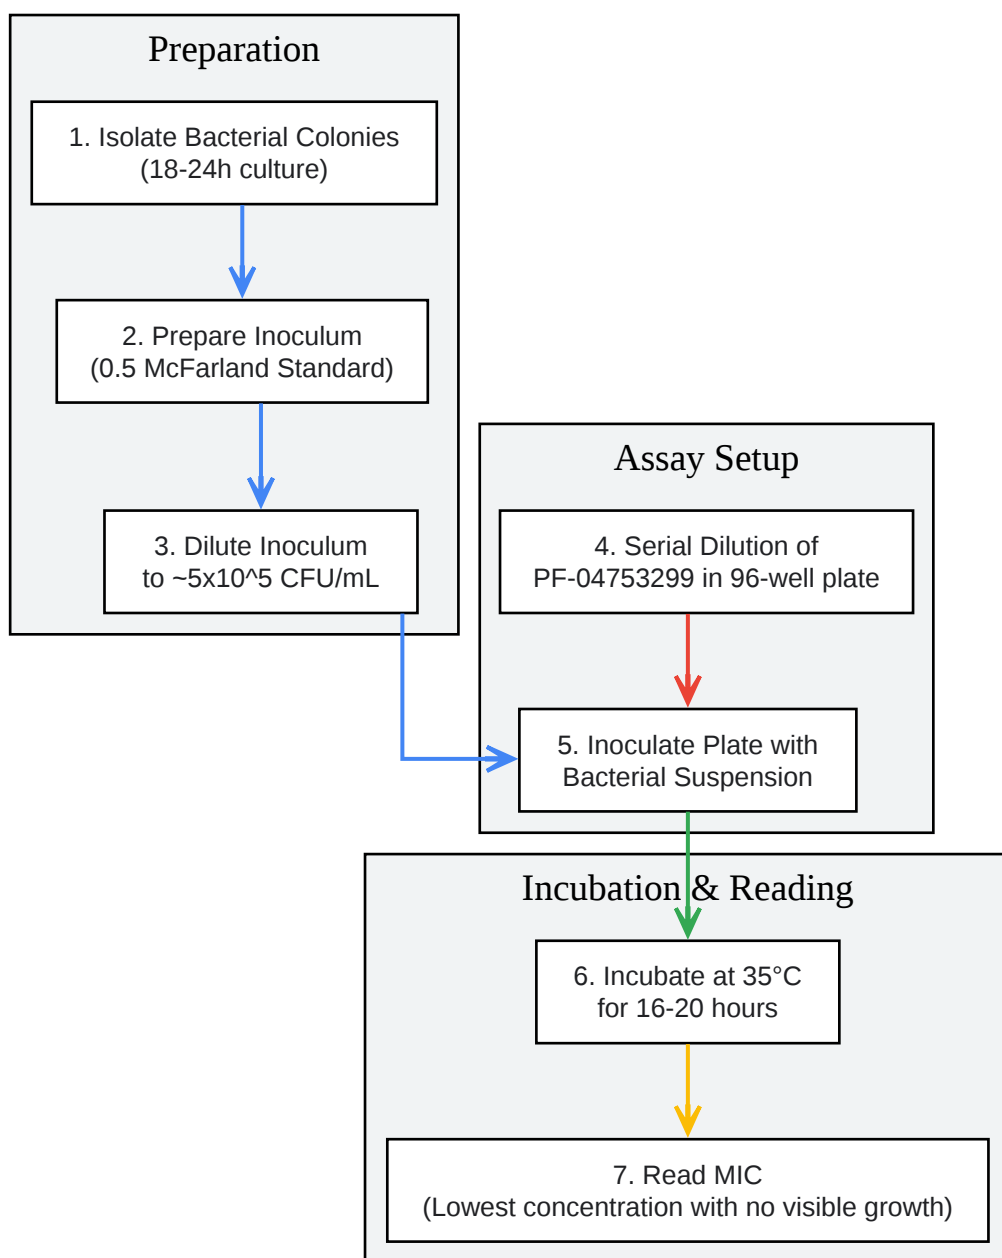 Preparation
1. Isolate Bacterial Colonies
(18-24h culture)
2. Prepare Inoculum
(0.5 McFarland Standard)
3. Dilute Inoculum
to ~5x10^5 CFU/mL
Assay Setup
4. Serial Dilution of
PF-04753299 in 96-well plate
5. Inoculate Plate with
Bacterial Suspension
Incubation & Reading
6. Incubate at 35°C
for 16-20 hours
7. Read MIC
(Lowest concentration with no visible growth)